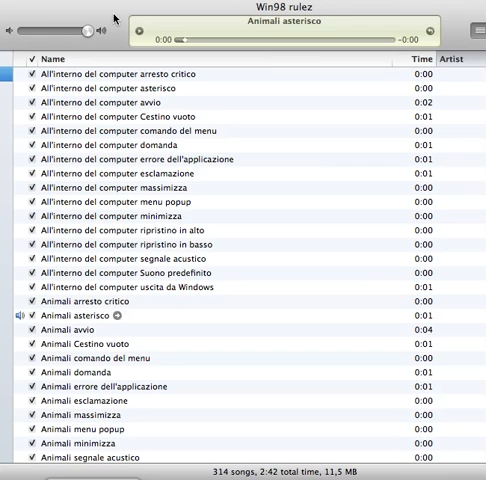 Win98 rulez
Animali asterisco
0:00 -0:00
Name Time Artist
All'interno del computer arresto critico 0:00
All'interno del computer asterisco 0:00
All'interno del computer avvio 0:02
All'interno del computer Cestino vuoto 0:01
All'interno del computer comando del menu 0:00
All'interno del computer domanda 0:01
All'interno del computer errore dell'applicazione 0:01
All'interno del computer esclamazione 0:01
All'interno del computer massimizza 0:00
All'interno del computer menu popup 0:00
All'interno del computer minimizza 0:00
All'interno del computer ripristino in alto 0:00
All'interno del computer ripristino in basso 0:00
All'interno del computer segnale acustico 0:00
All'interno del computer Suono predefinito 0:00
All'interno del computer uscita da Windows 0:01
Animali arresto critico 0:00
Animali asterisco 0:01
Animali avvio 0:04
Animali Cestino vuoto 0:01
Animali comando del menu 0:00
Animali domanda 0:01
Animali errore dell'applicazione 0:01
Animali esclamazione 0:00
Animali massimizza 0:00
Animali menu popup 0:00
Animali minimizza 0:00
Animali segnale acustico 0:00
314 songs, 2:42 total time, 11,5 MB